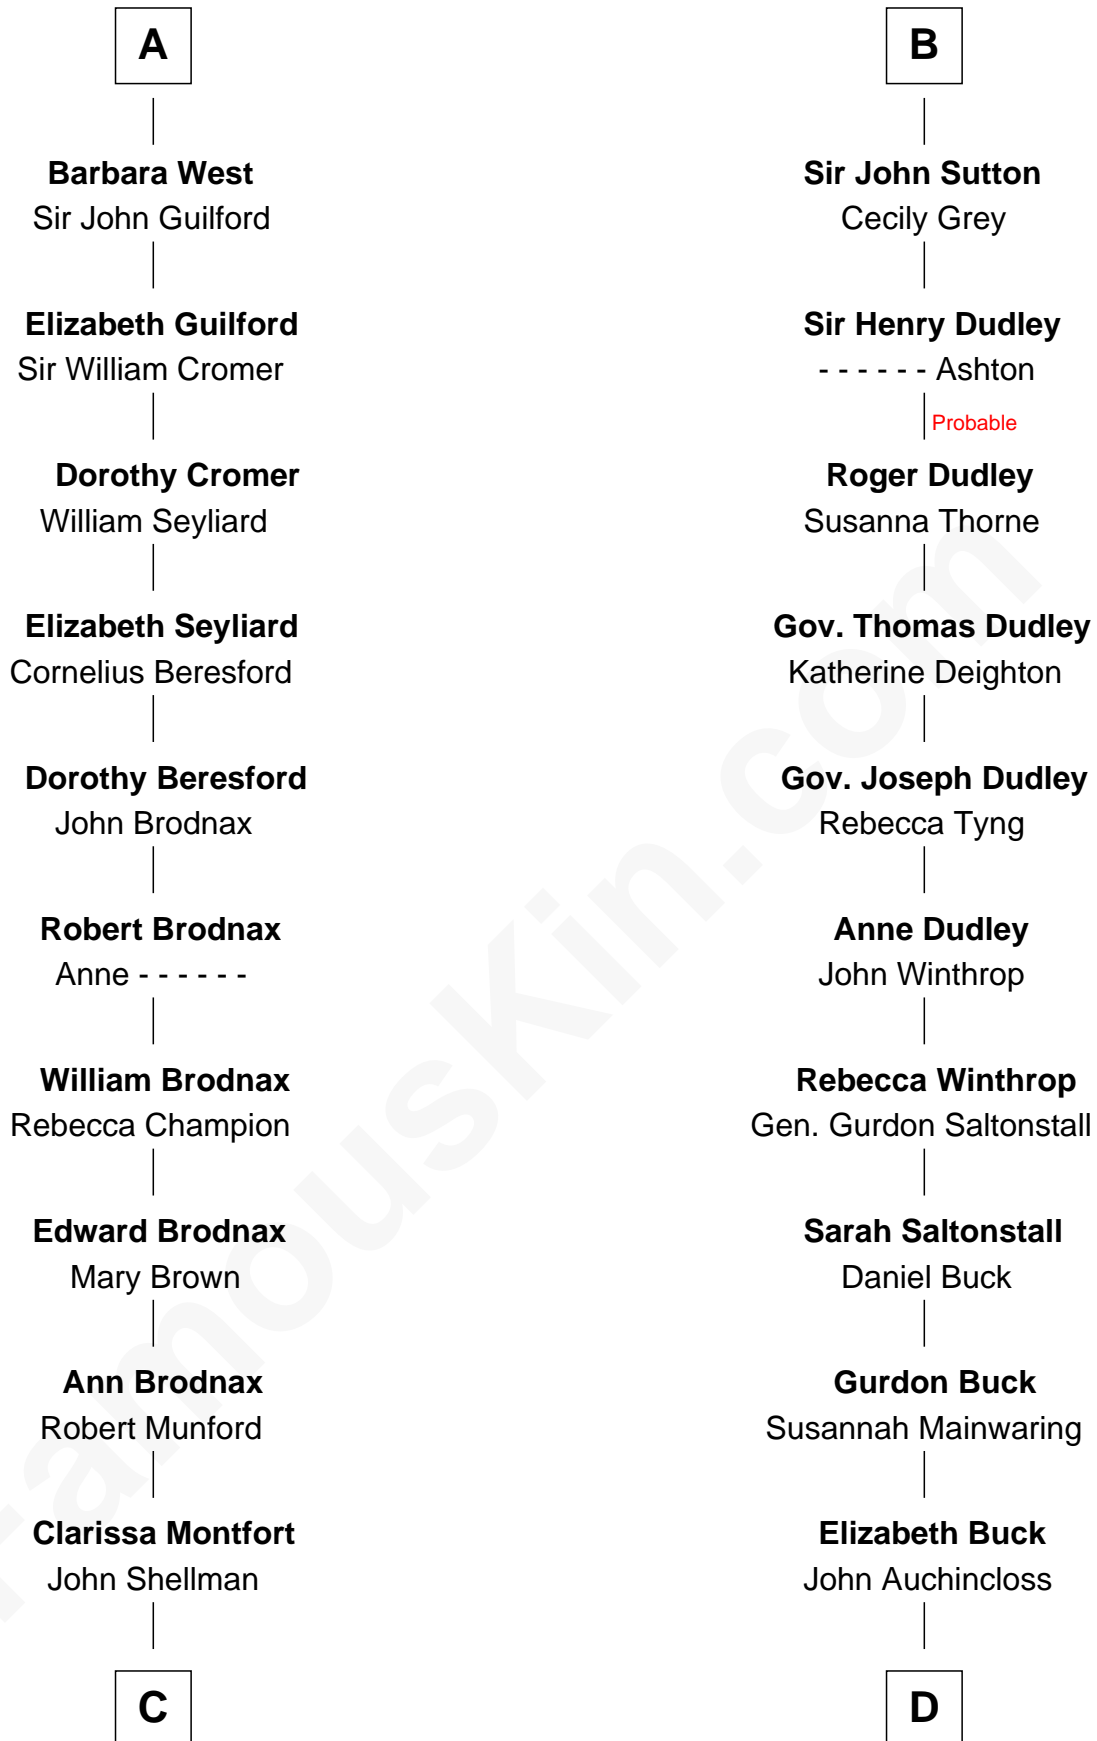 A
Barbara West
Sir John Guilford
Elizabeth Guilford
Sir William Cromer
Dorothy Cromer
William Seyliard
Elizabeth Seyliard
Cornelius Beresford
Dorothy Beresford
John Brodnax
Robert Brodnax
Anne - - - - - -
William Brodnax
Rebecca Champion
Edward Brodnax
Mary Brown
Ann Brodnax
Robert Munford
Clarissa Montfort
John Shellman
C
B
Sir John Sutton
Cecily Grey
Sir Henry Dudley
- - - - - - Ashton
Probable
Roger Dudley
Susanna Thorne
Gov. Thomas Dudley
Katherine Deighton
Gov. Joseph Dudley
Rebecca Tyng
Anne Dudley
John Winthrop
Rebecca Winthrop
Gen. Gurdon Saltonstall
Sarah Saltonstall
Daniel Buck
Gurdon Buck
Susannah Mainwaring
Elizabeth Buck
John Auchincloss
D
FamousKin.com